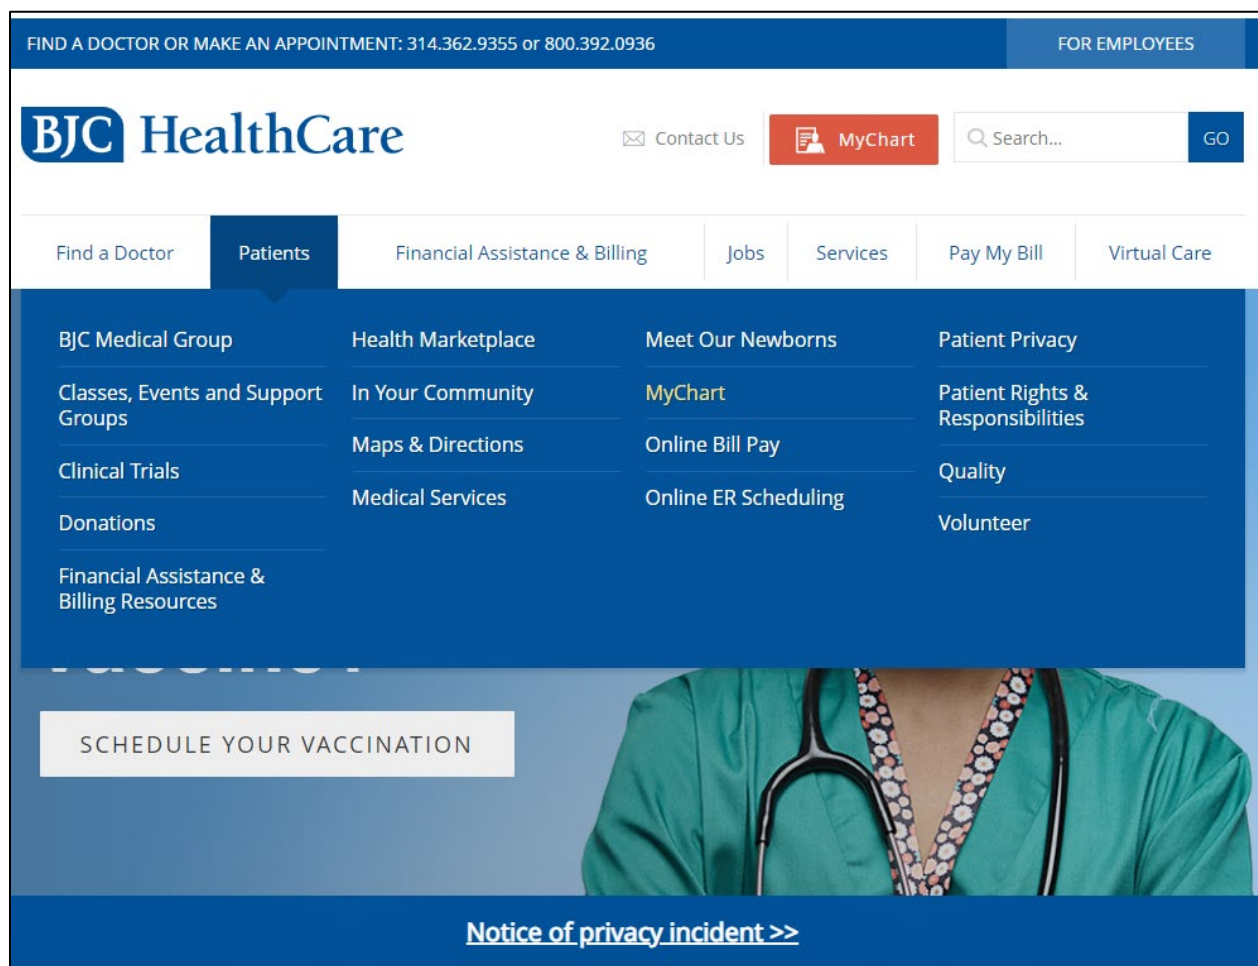 FIND A DOCTOR OR MAKE AN APPOINTMENT: 314.362.9355 or 800.392.0936
FOR EMPLOYEES
BJC HealthCare
Contact Us
MyChart
Search...
GO
Find a Doctor
Patients
Financial Assistance & Billing
Jobs
Services
Pay My Bill
Virtual Care
BJC Medical Group
Classes, Events and Support
Groups
Clinical Trials
Donations
Financial Assistance &
Billing Resources
Health Marketplace
In Your Community
Maps & Directions
Medical Services
Meet Our Newborns
MyChart
Online Bill Pay
Online ER Scheduling
Patient Privacy
Patient Rights &
Responsibilities
Quality
Volunteer
SCHEDULE YOUR VACCINATION
Notice of privacy incident >>